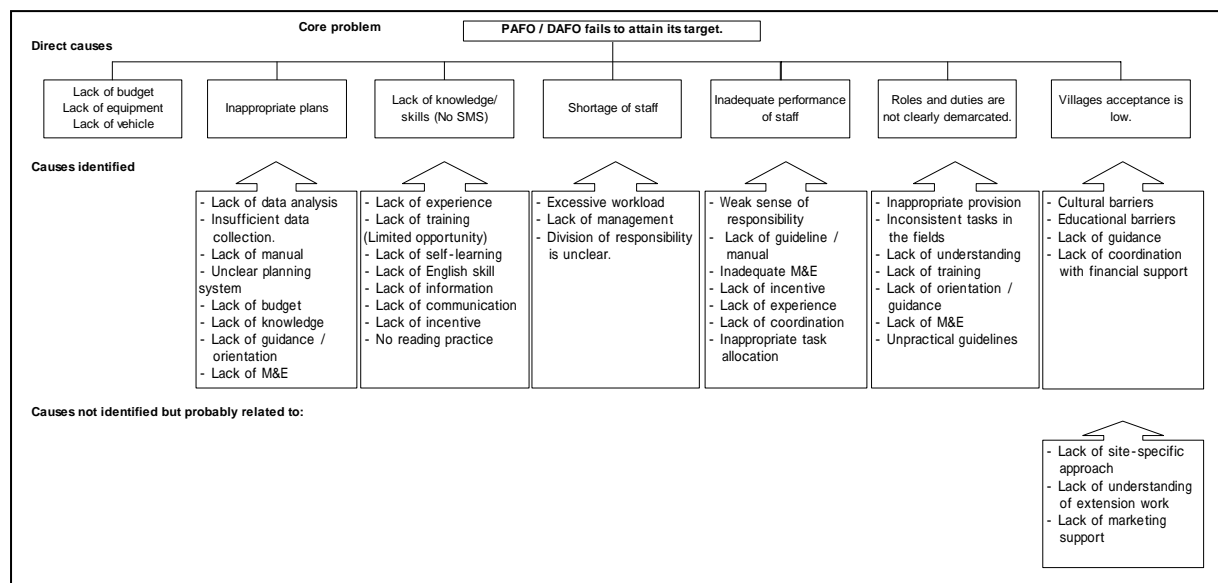 Core problem
PAFO / DAFO fails to attain its target.
Direct causes
Lack of budget
Lack of equipment
Lack of vehicle
Inappropriate plans
Lack of knowledge/
skills (No SMS)
Shortage of staff
Inadequate performance
of staff
Roles and duties are
not clearly demarcated.
Villages acceptance is
low.
Causes identified
- Lack of data analysis
- Insufficient data
collection.
- Lack of manual
- Unclear planning
system
- Lack of budget
- Lack of knowledge
- Lack of guidance /
orientation
- Lack of M&E
- Lack of experience
- Lack of training
(Limited opportunity)
- Lack of self-learning
- Lack of English skill
- Lack of information
- Lack of communication
- Lack of incentive
- No reading practice
- Excessive workload
- Lack of management
- Division of responsibility
is unclear.
- Weak sense of
responsibility
- Lack of guideline /
manual
- Inadequate M&E
- Lack of incentive
- Lack of experience
- Lack of coordination
- Inappropriate task
allocation
- Inappropriate provision
- Inconsistent tasks in
the fields
- Lack of understanding
- Lack of training
- Lack of orientation /
guidance
- Lack of M&E
- Unpractical guidelines
- Cultural barriers
- Educational barriers
- Lack of guidance
- Lack of coordination
with financial support
Causes not identified but probably related to:
- Lack of site-specific
approach
- Lack of understanding
of extension work
- Lack of marketing
support